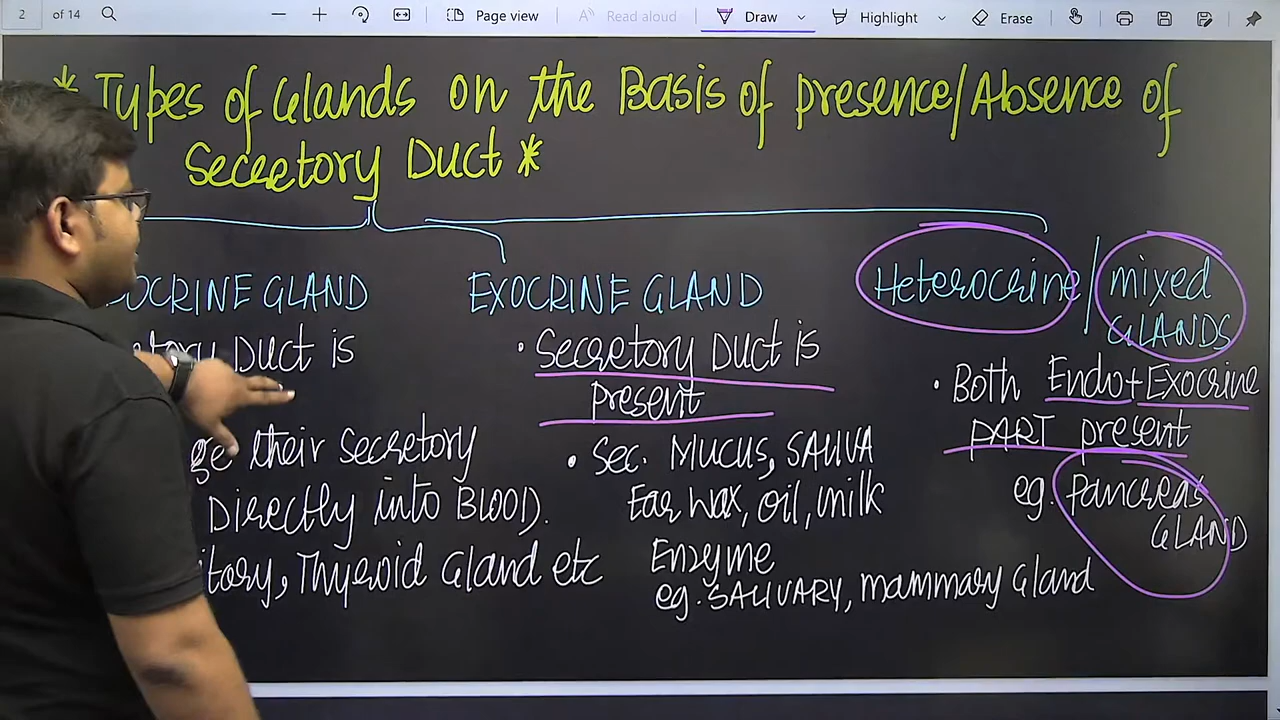 2 of 14 Page view Read aloud Draw Highlight Erase
* Types of Glands on the Basis of presence/Absence of
Secretory Duct *
OCRINE GLAND
etory Duct is
ge their secretory
Directly into BLOOD.
itory, Thyroid Gland etc
EXOCRINE GLAND
• Secretory Duct is
present
• Sec. MUCUS, SALIVA
Ear wax, oil, milk
Enzyme
eg. SALIVARY, mammary Gland
Heterocrine/ mixed
GLANDS
• Both Endo+Exocrine
PART present
eg. Pancreas
GLAND